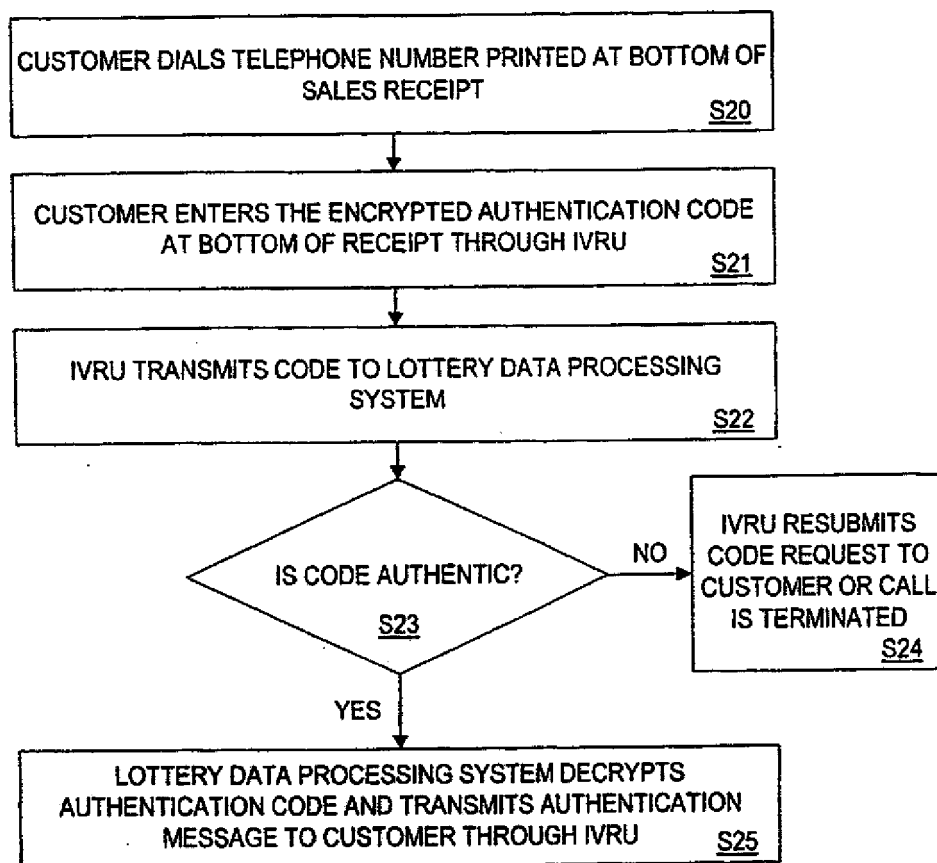 CUSTOMER DIALS TELEPHONE NUMBER PRINTED AT BOTTOM OF
SALES RECEIPT
S20
CUSTOMER ENTERS THE ENCRYPTED AUTHENTICATION CODE
AT BOTTOM OF RECEIPT THROUGH IVRU
S21
IVRU TRANSMITS CODE TO LOTTERY DATA PROCESSING
SYSTEM
S22
IS CODE AUTHENTIC?
S23
NO
IVRU RESUBMITS
CODE REQUEST TO
CUSTOMER OR CALL
IS TERMINATED
S24
YES
LOTTERY DATA PROCESSING SYSTEM DECRYPTS
AUTHENTICATION CODE AND TRANSMITS AUTHENTICATION
MESSAGE TO CUSTOMER THROUGH IVRU
S25